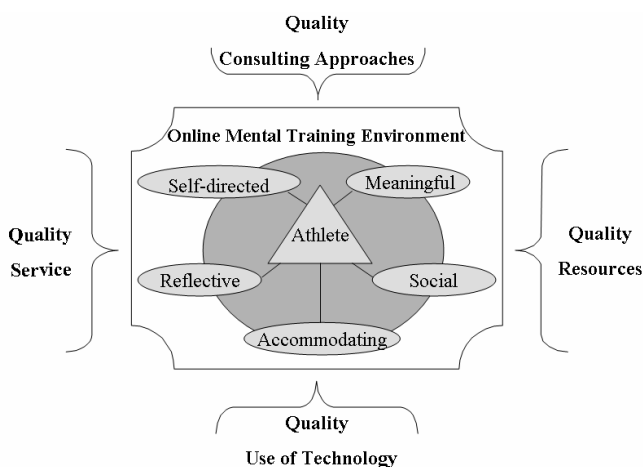 Quality
Consulting Approaches
Online Mental Training Environment
Self-directed
Meaningful
Athlete
Quality
Service
Quality
Resources
Reflective
Social
Accommodating
Quality
Use of Technology